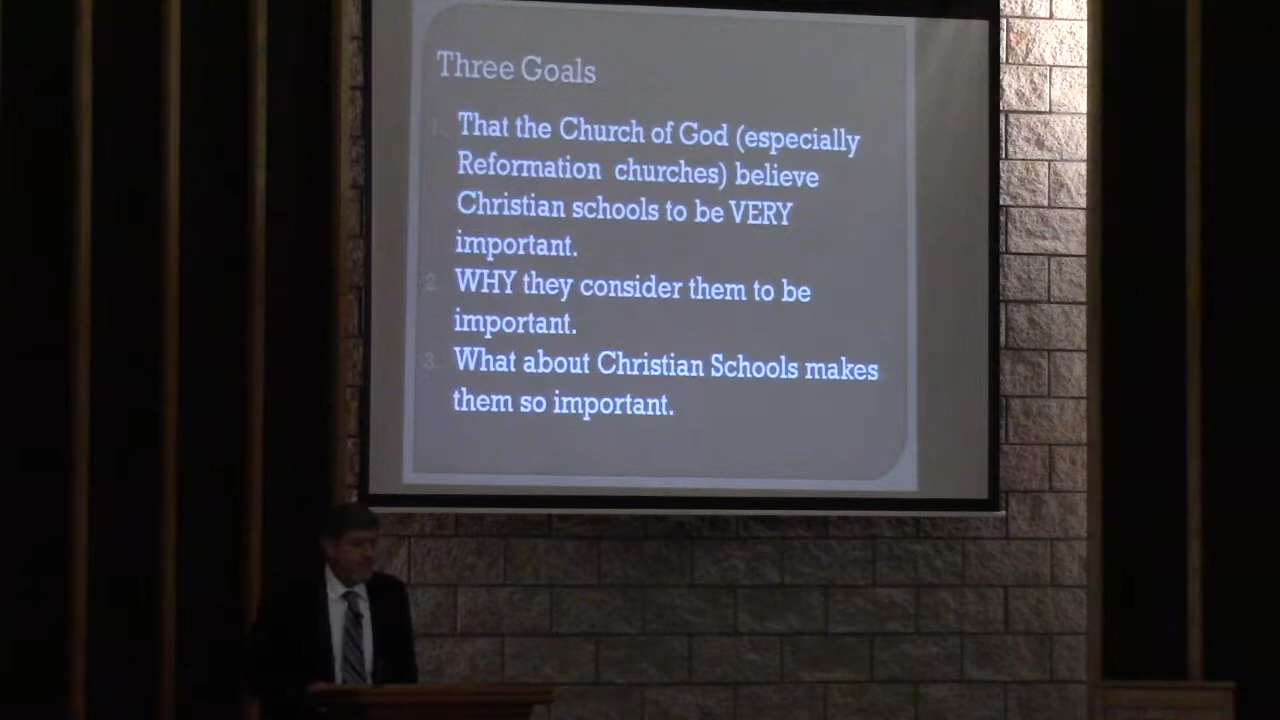 Three Goals
1. That the Church of God (especially
Reformation churches) believe
Christian schools to be VERY
important.
2. WHY they consider them to be
important.
3. What about Christian Schools makes
them so important.